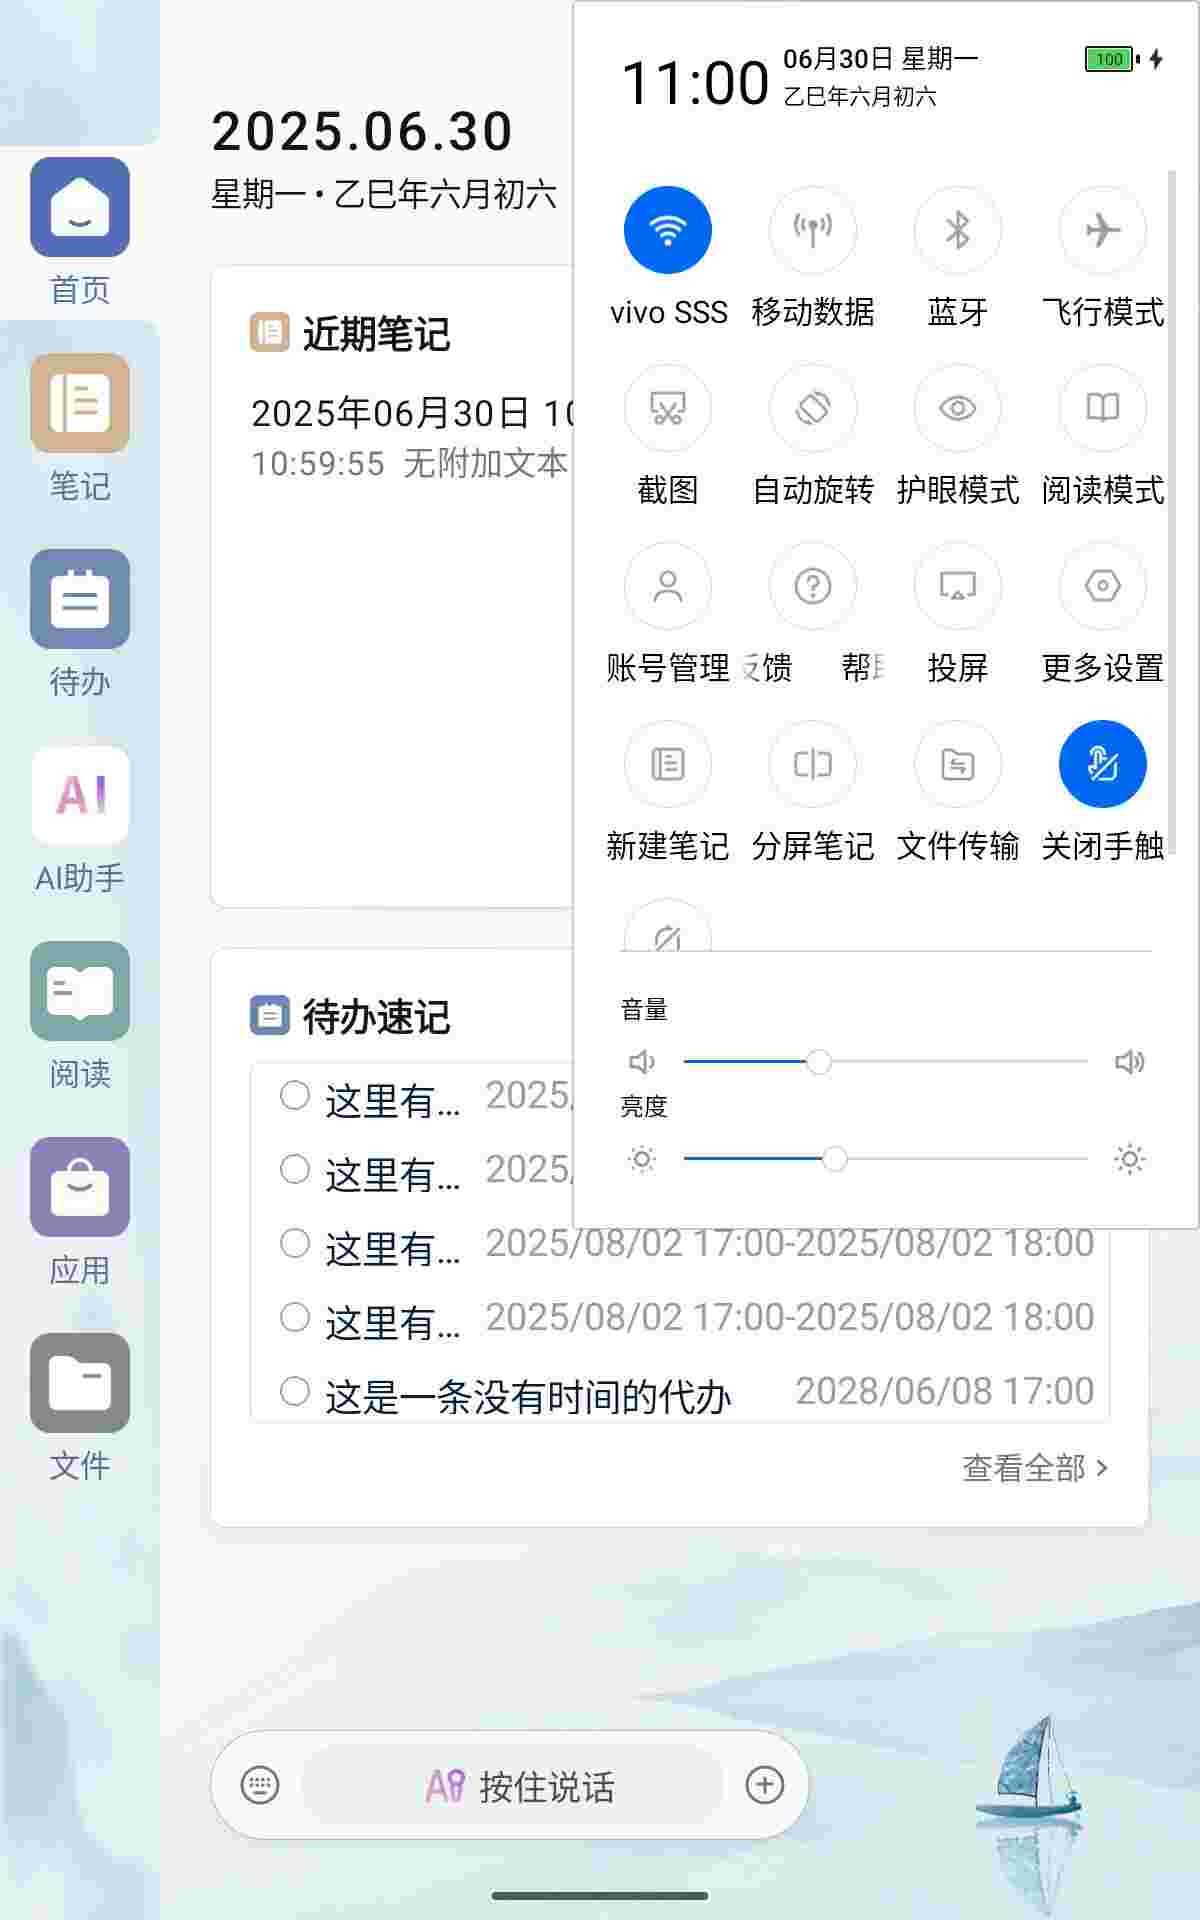 11:00
06月30日 星期一
乙巳年六月初六
100
2025.06.30
星期一 • 乙巳年六月初六
首页
笔记
待办
AI
AI助手
阅读
应用
文件
近期笔记
2025年06月30日 10
10:59:55 无附加文本
vivo SSS 移动数据 蓝牙 飞行模式
截图 自动旋转 护眼模式 阅读模式
账号管理 反馈 帮助 投屏 更多设置
新建笔记 分屏笔记 文件传输 关闭手触
音量
亮度
待办速记
这里有... 2025/
这里有... 2025/
这里有... 2025/08/02 17:00-2025/08/02 18:00
这里有... 2025/08/02 17:00-2025/08/02 18:00
这是一条没有时间的代办 2028/06/08 17:00
查看全部 >
AI 按住说话